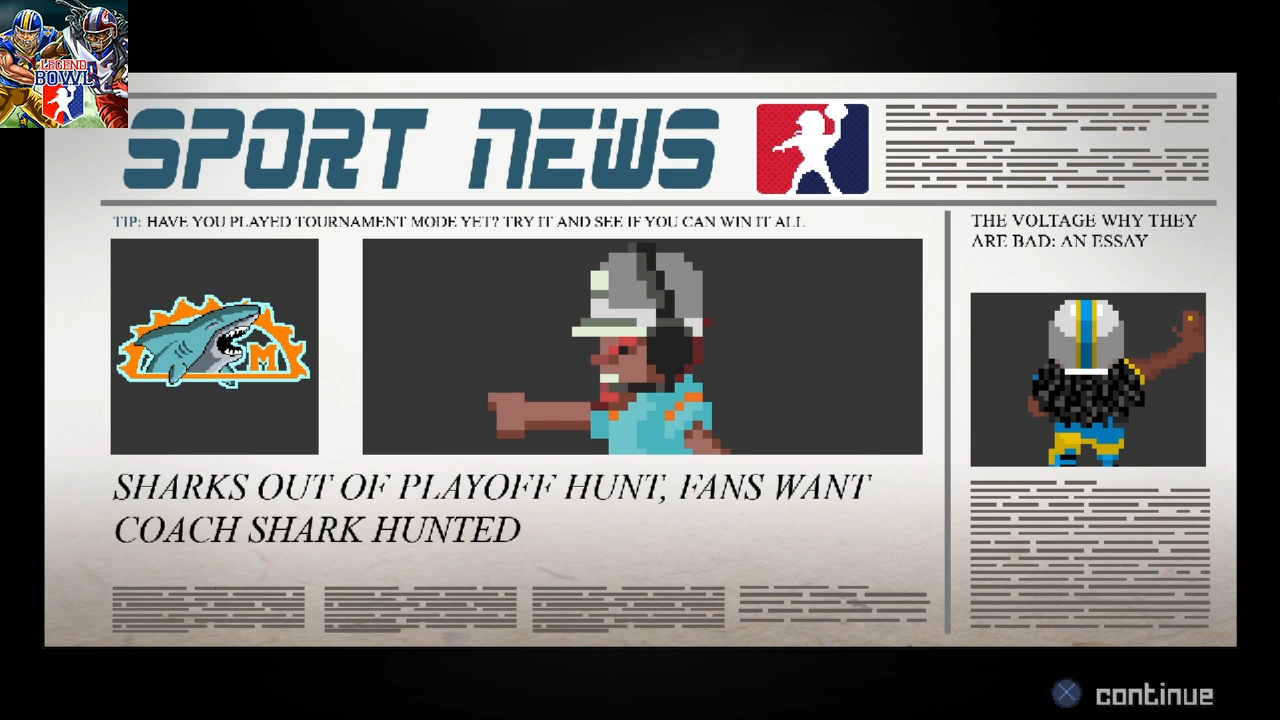 LEGEND
BOWL
SPORT NEWS
TIP: HAVE YOU PLAYED TOURNAMENT MODE YET? TRY IT AND SEE IF YOU CAN WIN IT ALL
THE VOLTAGE WHY THEY
ARE BAD: AN ESSAY
M
SHARKS OUT OF PLAYOFF HUNT, FANS WANT
COACH SHARK HUNTED
continue